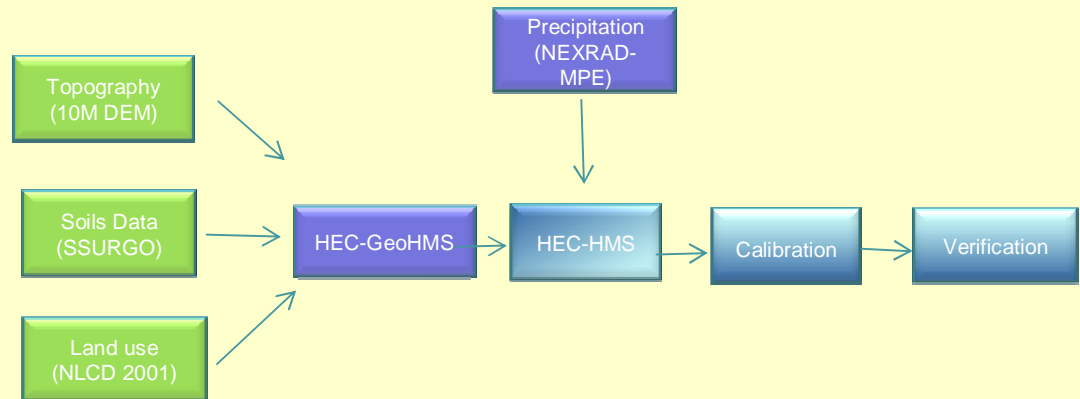 Precipitation
(NEXRAD-
MPE)
Topography
(10M DEM)
Soils Data
(SSURGO)
HEC-GeoHMS
HEC-HMS
Calibration
Verification
Land use
(NLCD 2001)